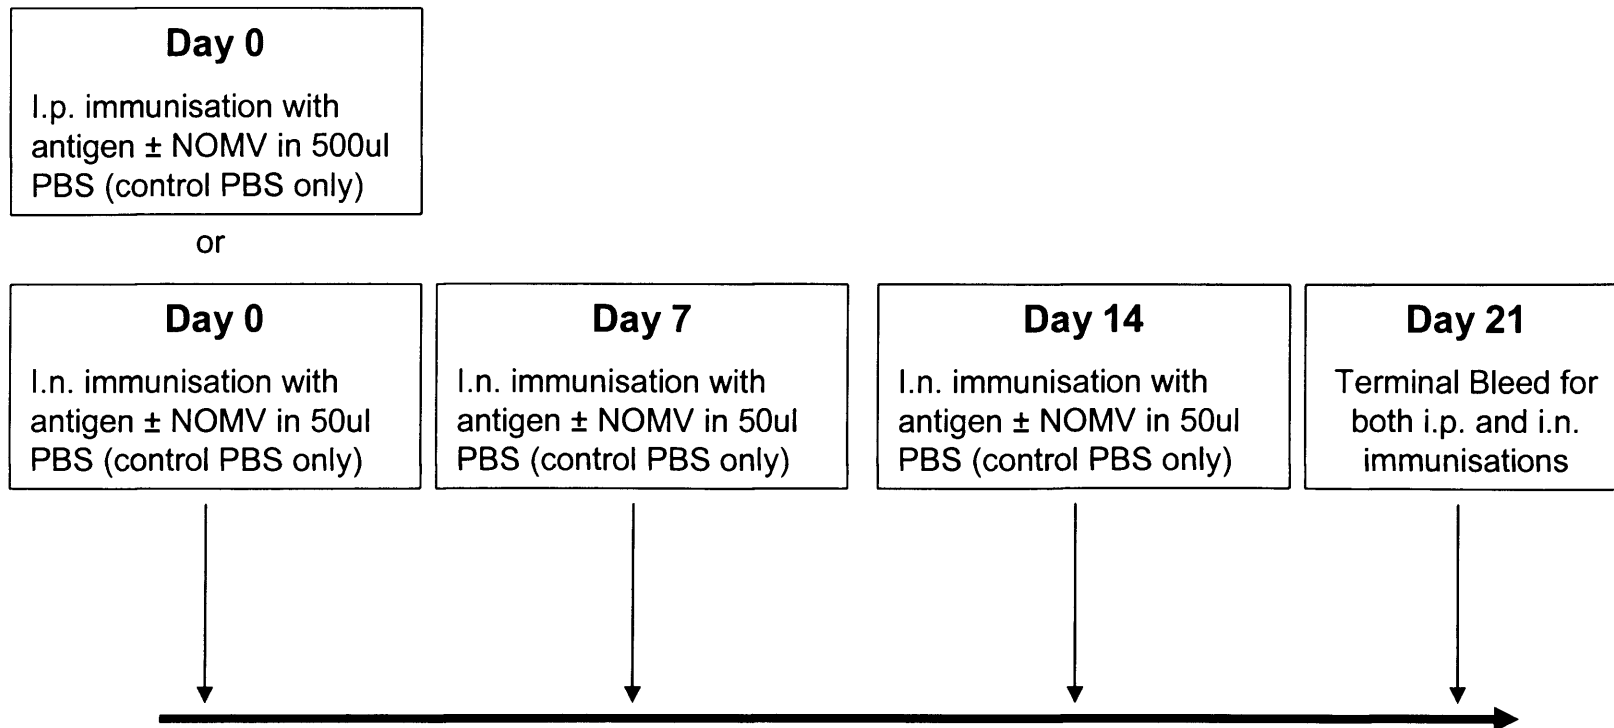 Day 0
I.p. immunisation with
antigen ± NOMV in 500ul
PBS (control PBS only)
or
Day 0
I.n. immunisation with
antigen ± NOMV in 50ul
PBS (control PBS only)
Day 7
I.n. immunisation with
antigen ± NOMV in 50ul
PBS (control PBS only)
Day 14
I.n. immunisation with
antigen ± NOMV in 50ul
PBS (control PBS only)
Day 21
Terminal Bleed for
both i.p. and i.n.
immunisations